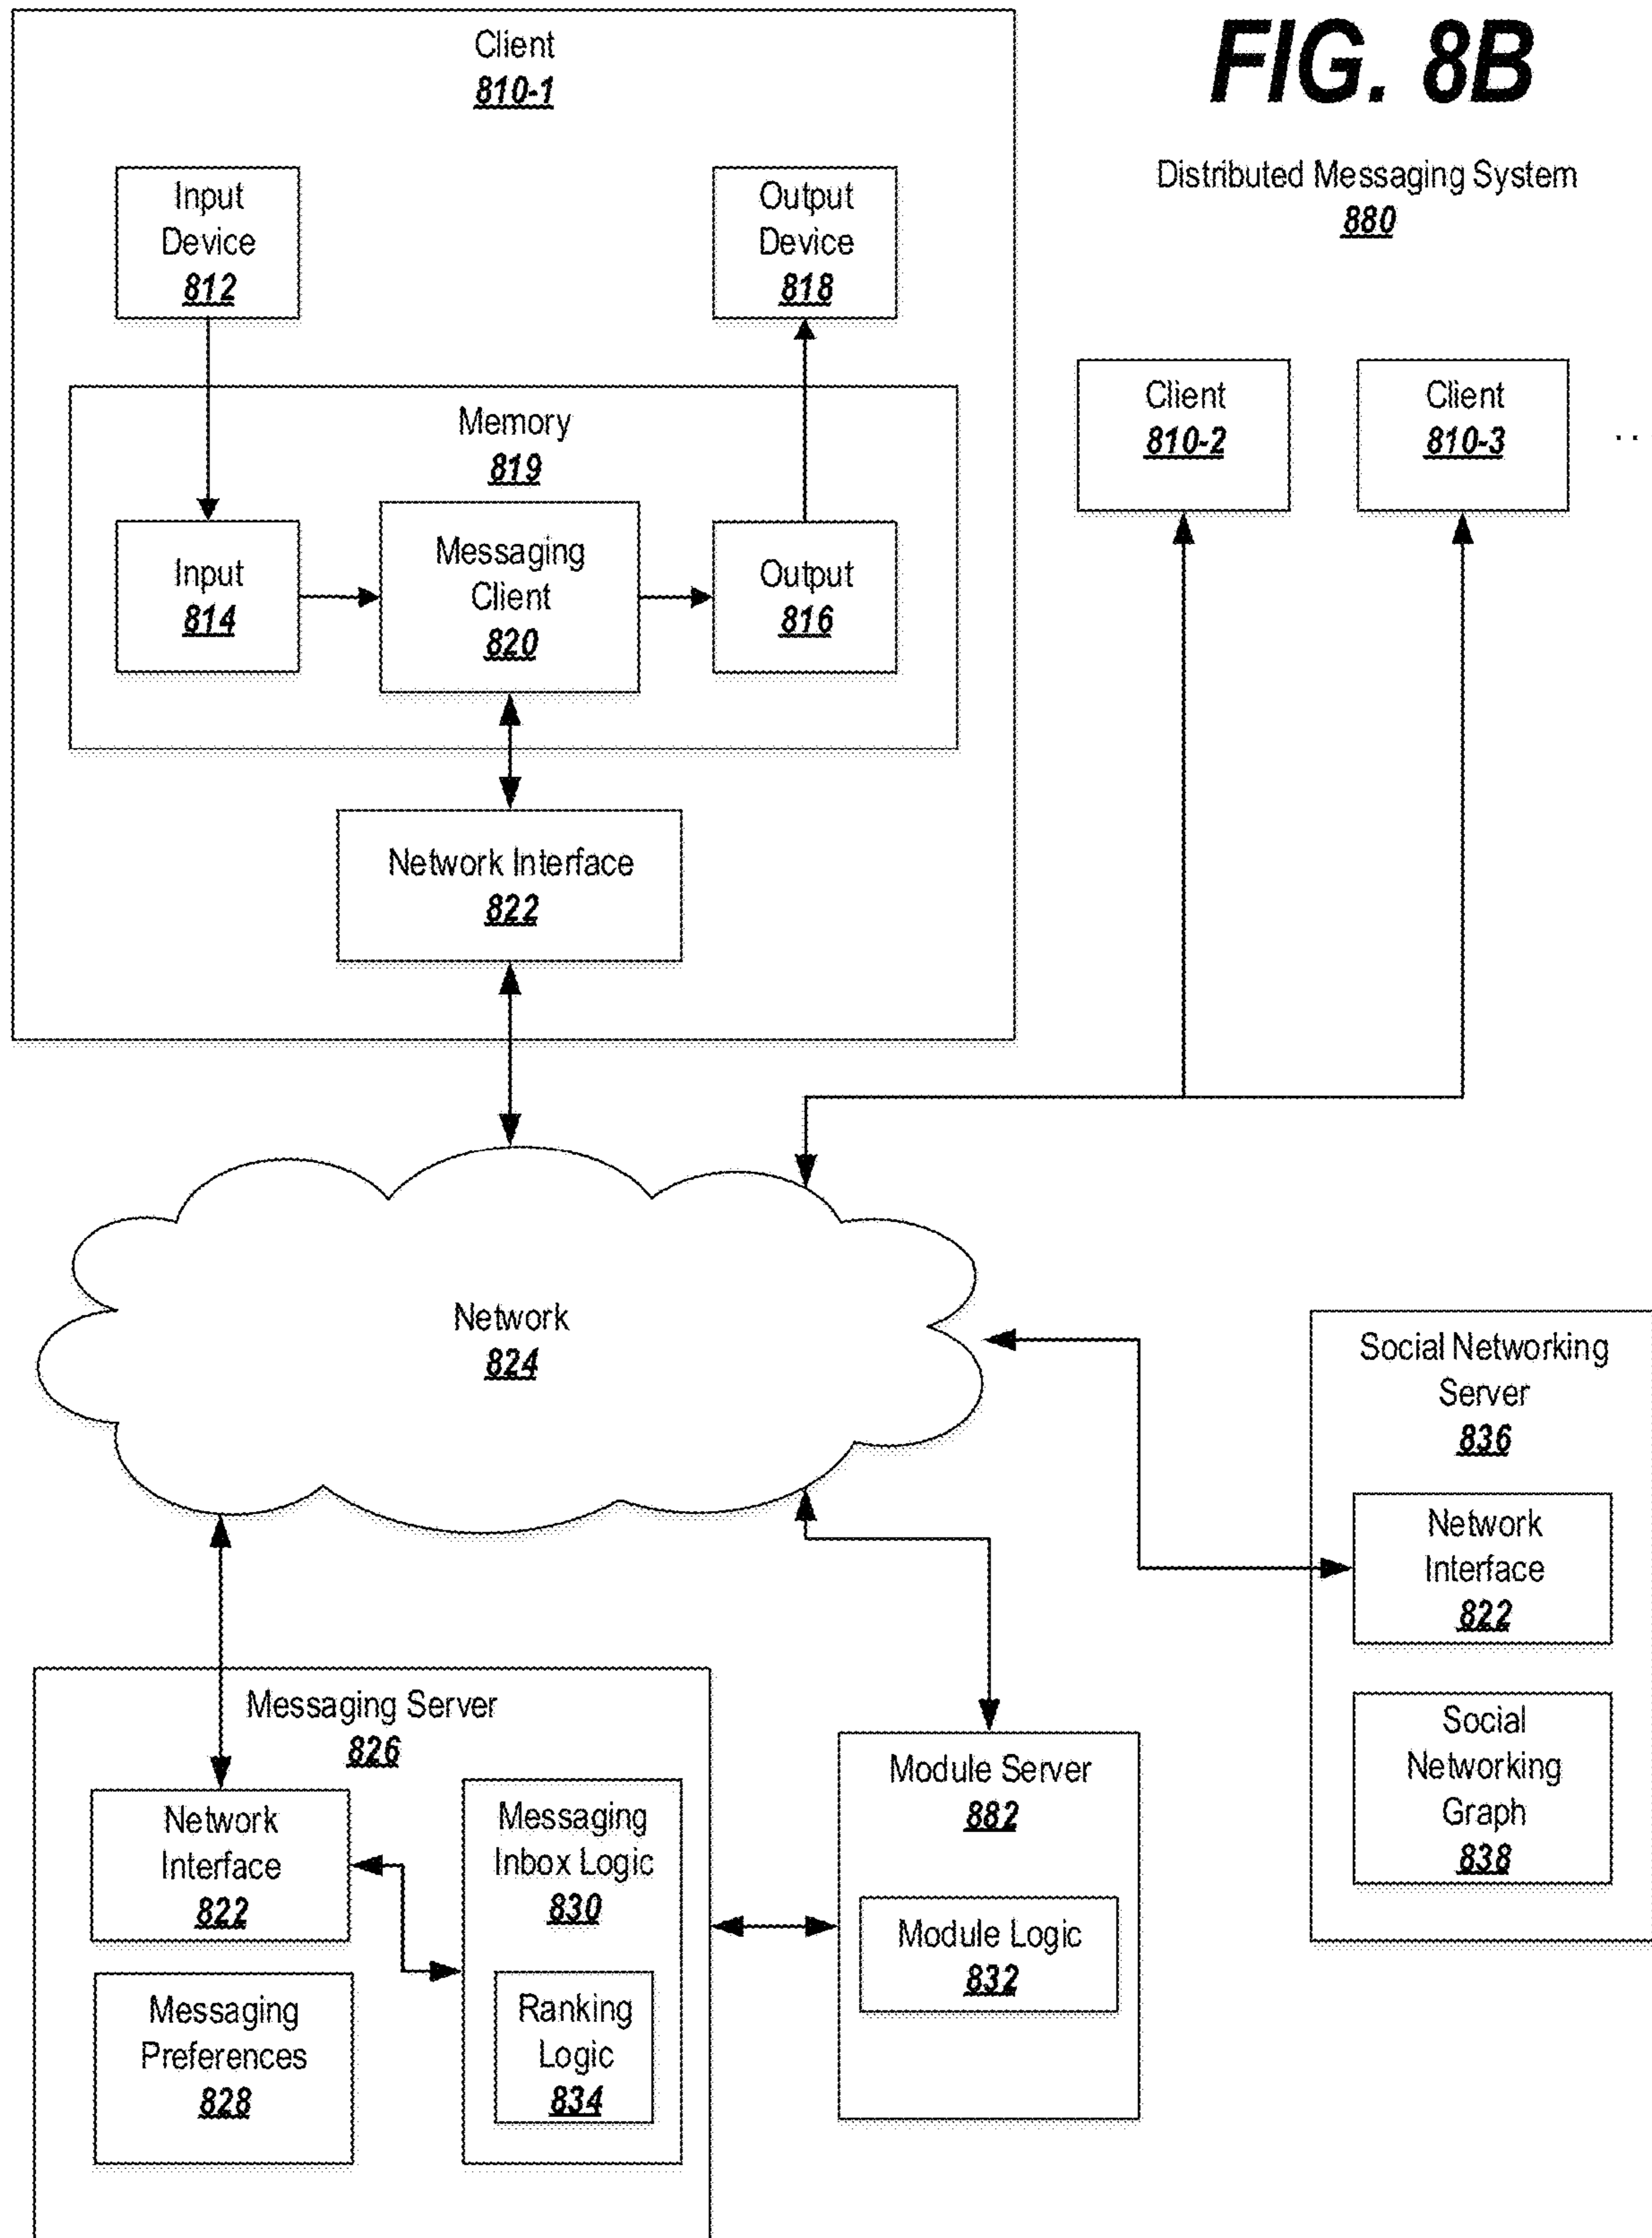 FIG. 8B
Distributed Messaging System
880
Client
810-1
Input
Device
812
Output
Device
818
Memory
819
Input
814
Messaging
Client
820
Output
816
Network Interface
822
Client
810-2
Client
810-3
..
Network
824
Social Networking
Server
836
Network
Interface
822
Social
Networking
Graph
838
Messaging Server
826
Network
Interface
822
Messaging
Preferences
828
Messaging
Inbox Logic
830
Ranking
Logic
834
Module Server
882
Module Logic
832